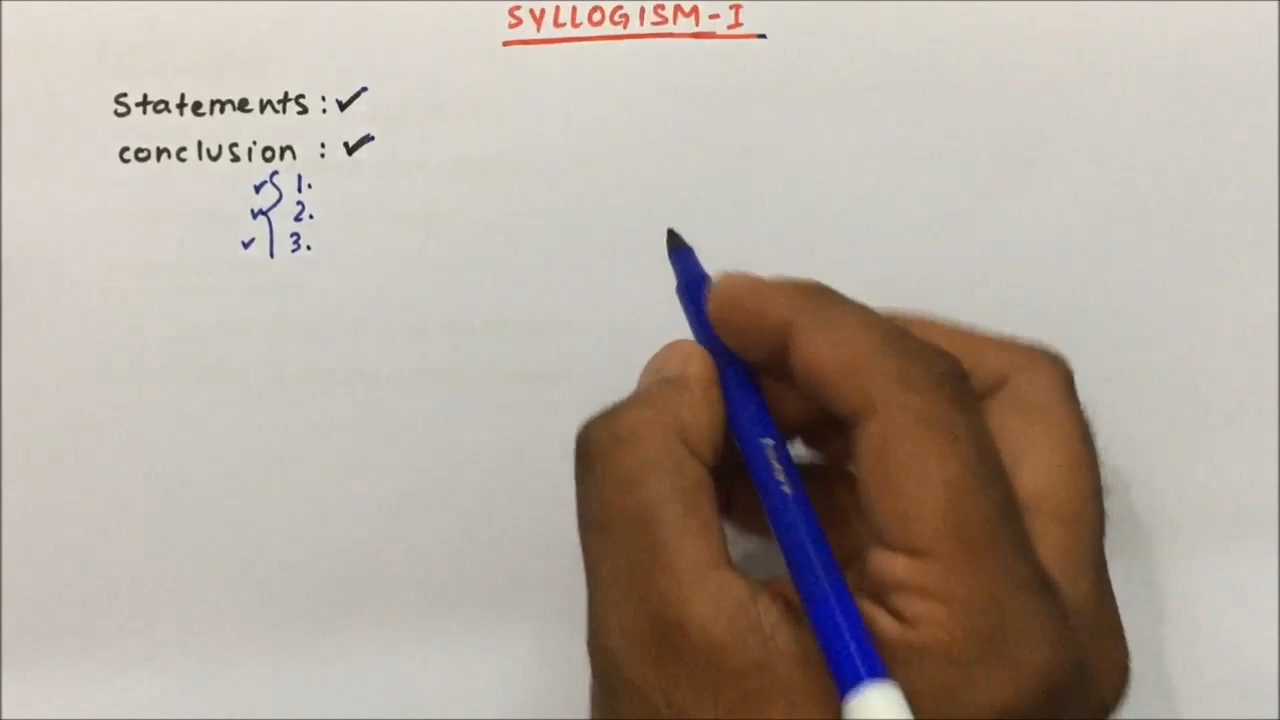 SYLLOGISM-I
Statements : ✓
conclusion : ✓
✓ 1.
✓ 2.
✓ 3.